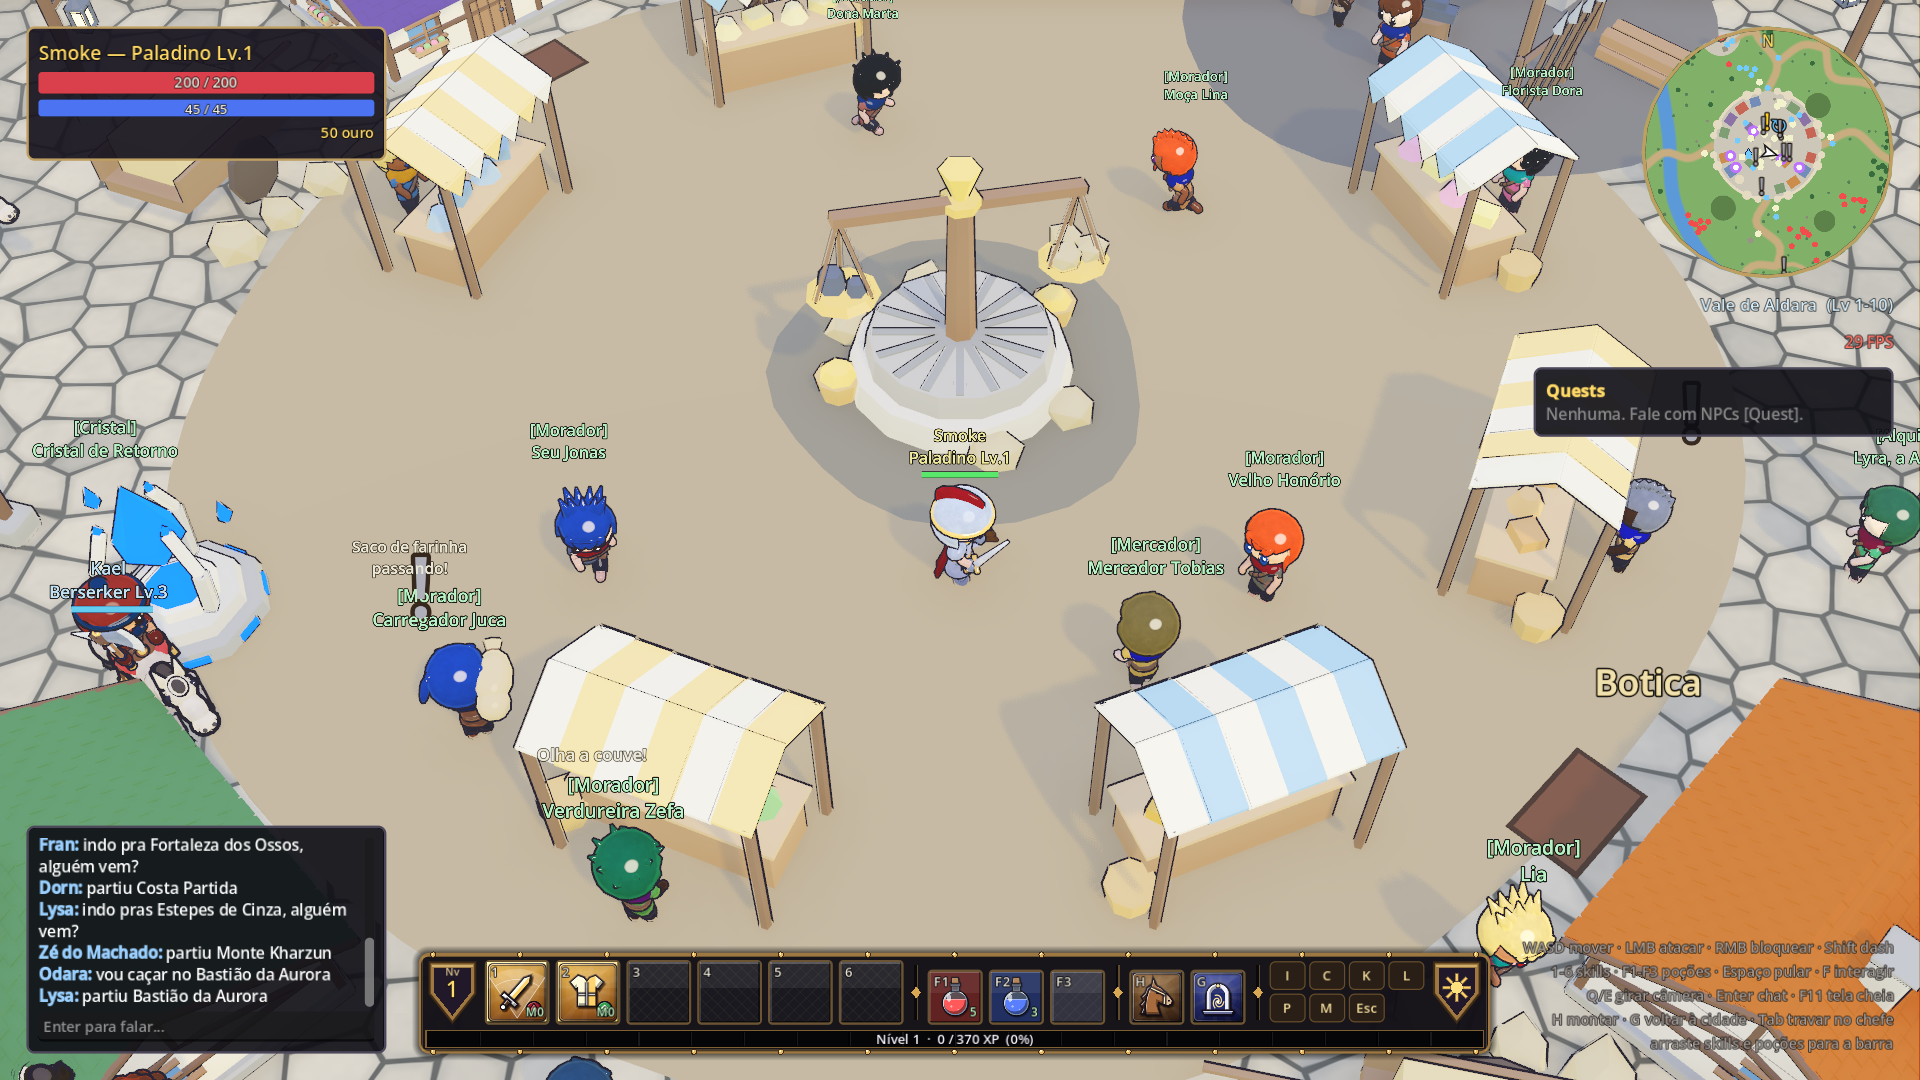 Smoke — Paladino Lv.1
200 / 200
45 / 45
50 ouro
Dona Marta
[Morador]
Moça Lina
[Morador]
Florista Dora
N
Vale de Aldara (Lv 1-10)
29 FPS
Quests
Nenhuma. Fale com NPCs [Quest].
[Cristal]
Cristal de Retorno
[Morador]
Seu Jonas
Smoke
Paladino Lv.1
[Morador]
Velho Honório
Lyra, a A
[Mercador]
Mercador Tobias
Saco de farinha
passando!
[Morador]
Carregador Juca
Kael
Berserker Lv.3
Botica
Olha a couve!
[Morador]
Verdureira Zefa
[Morador]
Lia
Fran: indo pra Fortaleza dos Ossos,
alguém vem?
Dorn: partiu Costa Partida
Lysa: indo pras Estepes de Cinza, alguém
vem?
Zé do Machado: partiu Monte Kharzun
Odara: vou caçar no Bastião da Aurora
Lysa: partiu Bastião da Aurora
Enter para falar...
Nv
1
1
M0
2
M0
3
4
5
6
F1
5
F2
3
F3
H
G
I
C
K
L
P
M
Esc
Nível 1 · 0 / 370 XP (0%)
WASD mover · LMB atacar · RMB bloquear · Shift dash
1-6 skills · F1-F3 poções · Espaço pular · F interagir
Q/E girar câmera · Enter chat · F11 tela cheia
H montar · G voltar à cidade · Tab travar no chefe
arraste skills e poções para a barra